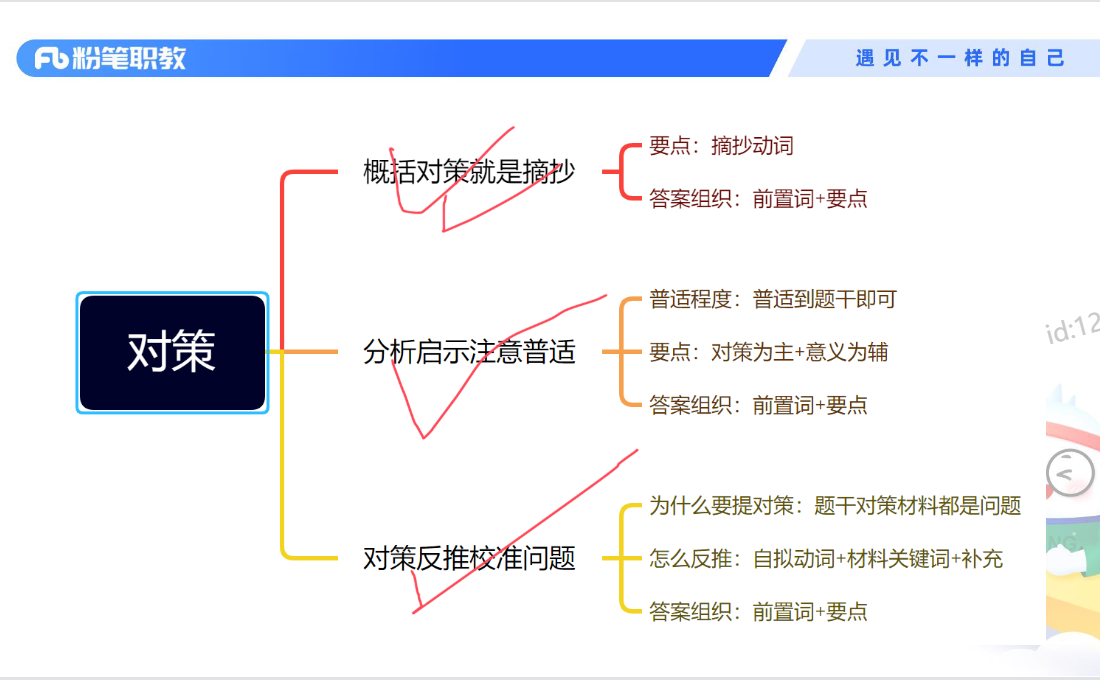 粉笔职教
遇见不一样的自己
对策
概括对策就是摘抄
要点：摘抄动词
答案组织：前置词+要点
分析启示注意普适
普适程度：普适到题干即可
要点：对策为主+意义为辅
答案组织：前置词+要点
对策反推校准问题
为什么要提对策：题干对策材料都是问题
怎么反推：自拟动词+材料关键词+补充
答案组织：前置词+要点
id:12